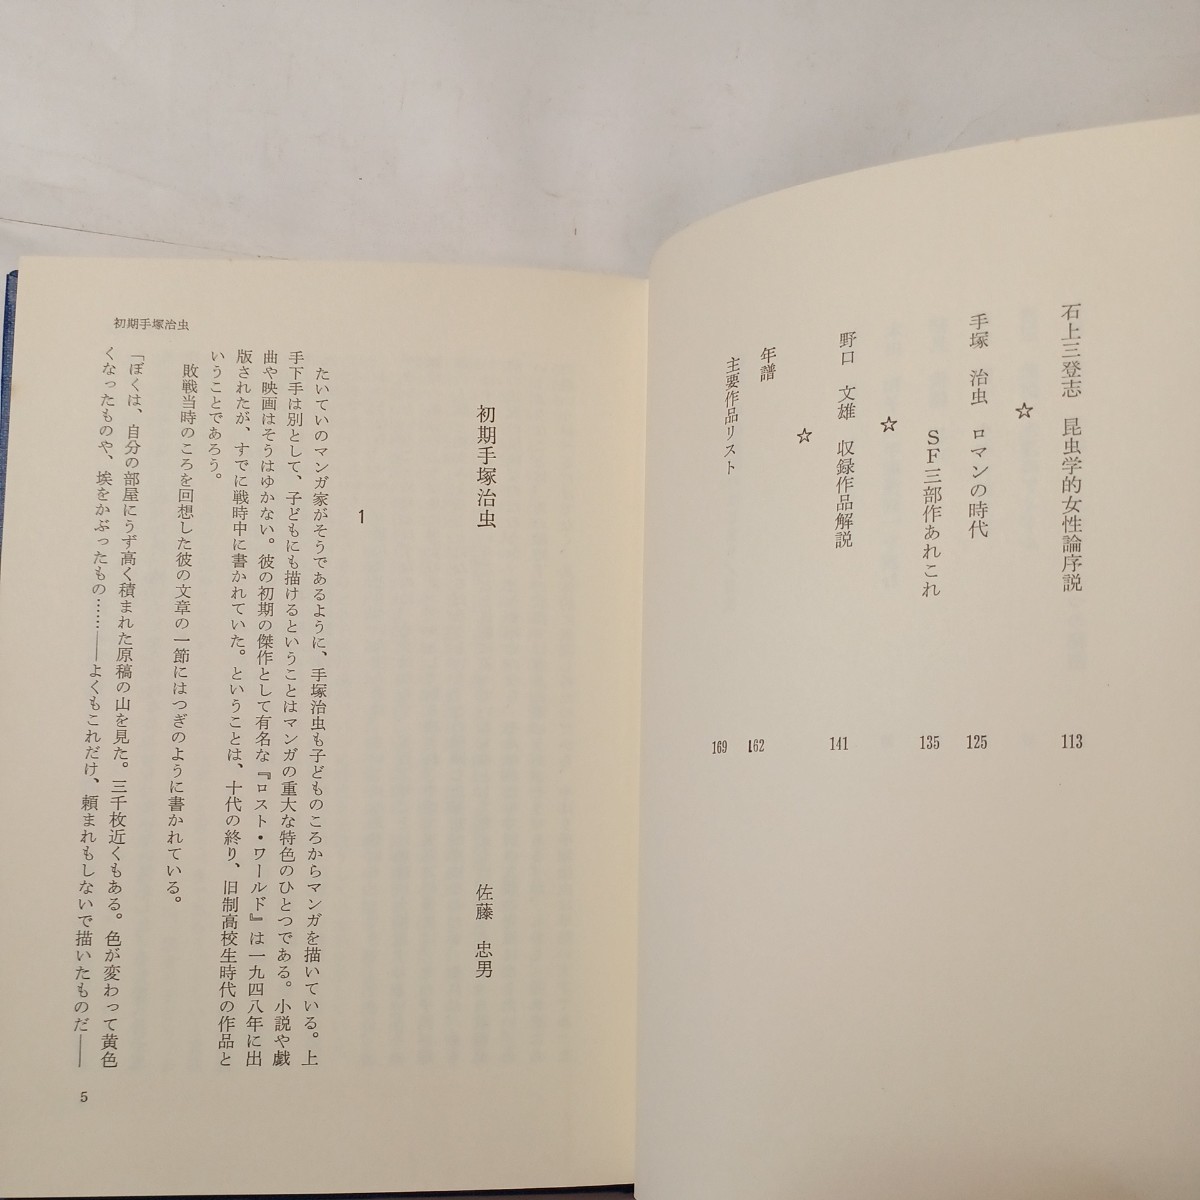 石上三登志　昆虫学的女性論序説　113
☆
手塚　治虫　ロマンの時代　125
ＳＦ三部作あれこれ　135
☆
野口　文雄　収録作品解説　141
☆
年譜　162
主要作品リスト　169
初期手塚治虫
初期手塚治虫　佐藤　忠男
1
たいていのマンガ家がそうであるように、手塚治虫も子どものころからマンガを描いている。上
手下手は別として、子どもにも描けるということはマンガの重大な特色のひとつである。小説や戯
曲や映画はそうはゆかない。彼の初期の傑作として有名な『ロスト・ワールド』は一九四八年に出
版されたが、すでに戦時中に書かれていた。ということは、十代の終り、旧制高校生時代の作品と
いうことであろう。
敗戦当時のころを回想した彼の文章の一節にはつぎのように書かれている。
「ぼくは、自分の部屋にうず高く積まれた原稿の山を見た。三千枚近くもある。色が変わって黄色
くなったものや、埃をかぶったもの……――よくもこれだけ、頼まれもしないで描いたものだ――
5